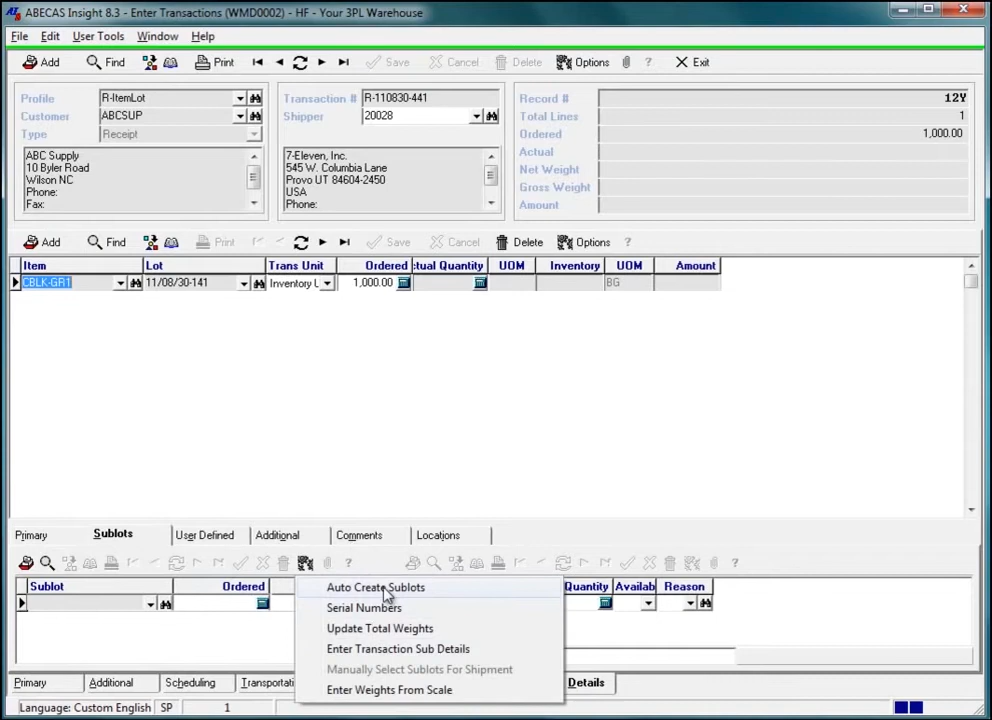 ABECAS Insight 8.3 - Enter Transactions (WMD0002) - HF - Your 3PL Warehouse
File Edit User Tools Window Help
Add Find Print Save Cancel Delete Options ? Exit
Profile R-ItemLot Transaction # R-110830-441 Record # 12Y
Customer ABCSUP Shipper 20028 Total Lines 1
Type Receipt Ordered 1,000.00
ABC Supply 7-Eleven, Inc. Actual
10 Byler Road 545 W. Columbia Lane Net Weight
Wilson NC Provo UT 84604-2450
Phone: USA Gross Weight
Fax: Phone: Amount
Add Find Print Save Cancel Delete Options ?
Item Lot Trans Unit Ordered :tual Quantity UOM Inventory UOM Amount
CBLK-GR1 11/08/30-141 Inventory U 1,000.00 BG
Primary Sublots User Defined Additional Comments Locations
? ?
Sublot Ordered Quantity Availab Reason
Auto Create Sublots
Serial Numbers
Update Total Weights
Enter Transaction Sub Details
Manually Select Sublots For Shipment
Enter Weights From Scale
Primary Additional Scheduling Transportati Details
Language: Custom English SP 1